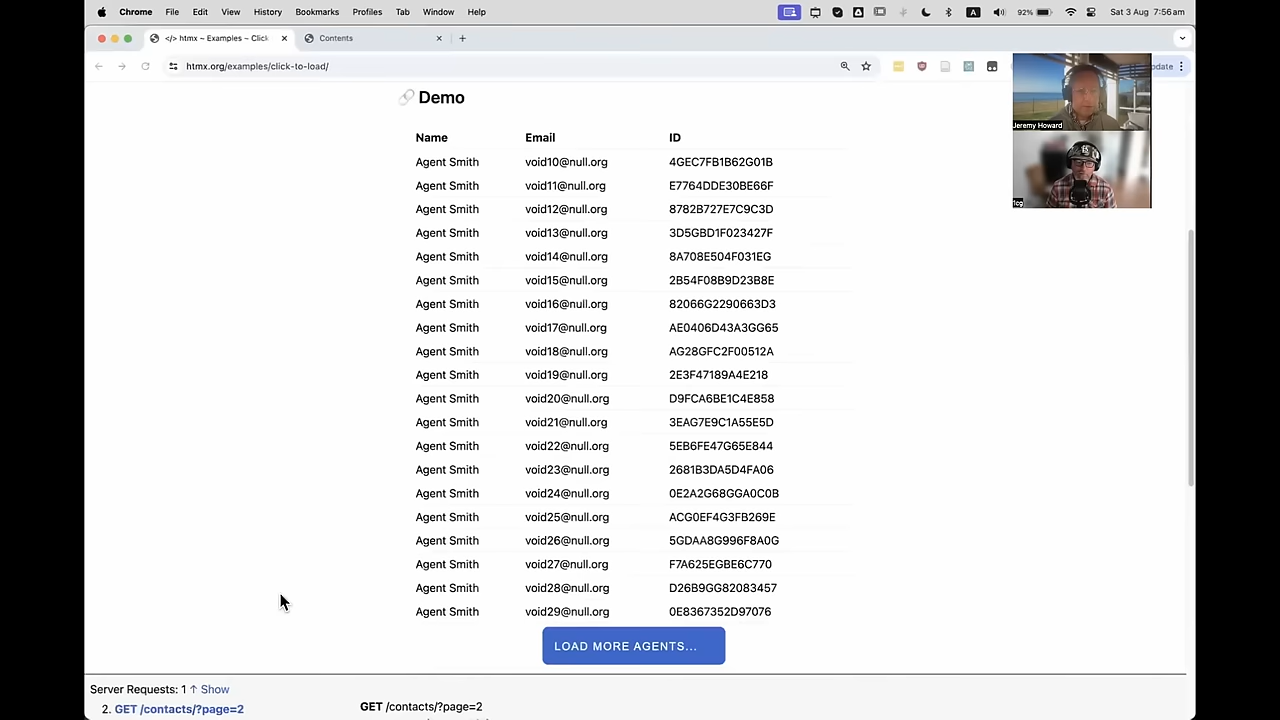 Chrome File Edit View History Bookmarks Profiles Tab Window Help
A 92% Sat 3 Aug 7:56 am
</> htmx ~ Examples ~ Click
Contents
htmx.org/examples/click-to-load/
Jeremy Howard
1cg
Demo
Name Email ID
Agent Smith void10@null.org 4GEC7FB1B62G01B
Agent Smith void11@null.org E7764DDE30BE66F
Agent Smith void12@null.org 8782B727E7C9C3D
Agent Smith void13@null.org 3D5GBD1F023427F
Agent Smith void14@null.org 8A708E504F031EG
Agent Smith void15@null.org 2B54F08B9D23B8E
Agent Smith void16@null.org 82066G2290663D3
Agent Smith void17@null.org AE0406D43A3GG65
Agent Smith void18@null.org AG28GFC2F00512A
Agent Smith void19@null.org 2E3F47189A4E218
Agent Smith void20@null.org D9FCA6BE1C4E858
Agent Smith void21@null.org 3EAG7E9C1A55E5D
Agent Smith void22@null.org 5EB6FE47G65E844
Agent Smith void23@null.org 2681B3DA5D4FA06
Agent Smith void24@null.org 0E2A2G68GGA0C0B
Agent Smith void25@null.org ACG0EF4G3FB269E
Agent Smith void26@null.org 5GDAA8G996F8A0G
Agent Smith void27@null.org F7A625EGBE6C770
Agent Smith void28@null.org D26B9GG82083457
Agent Smith void29@null.org 0E8367352D97076
LOAD MORE AGENTS...
Server Requests: 1 ↑ Show
2. GET /contacts/?page=2
GET /contacts/?page=2